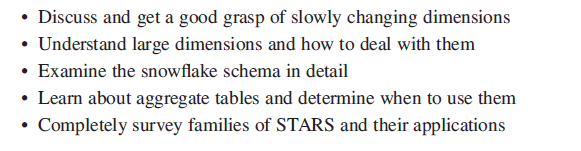 • Discuss and get a good grasp of slowly changing dimensions
• Understand large dimensions and how to deal with them
• Examine the snowflake schema in detail
• Learn about aggregate tables and determine when to use them
• Completely survey families of STARS and their applications